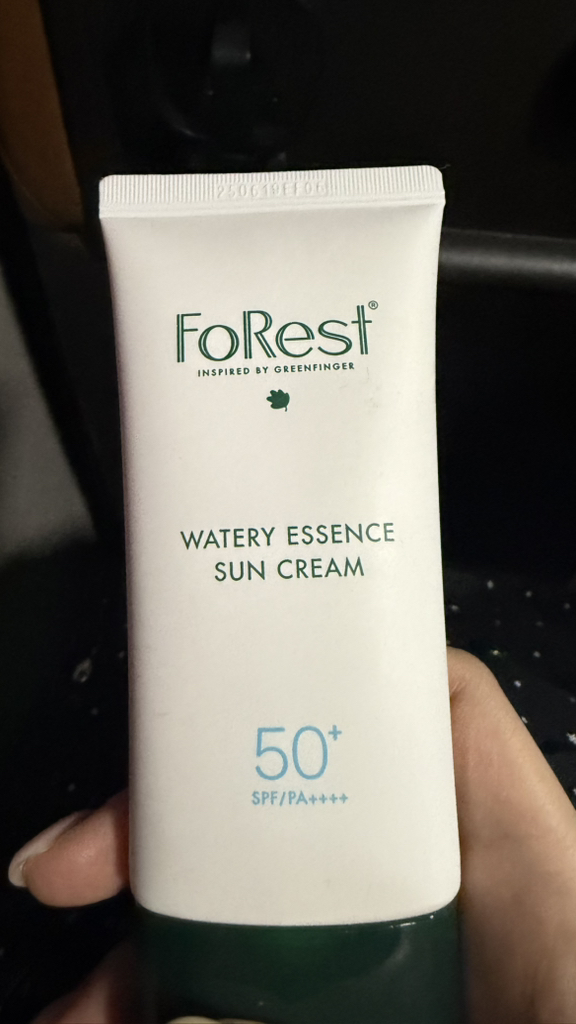 FoRest®
INSPIRED BY GREENFINGER
WATERY ESSENCE
SUN CREAM
50+
SPF/PA++++